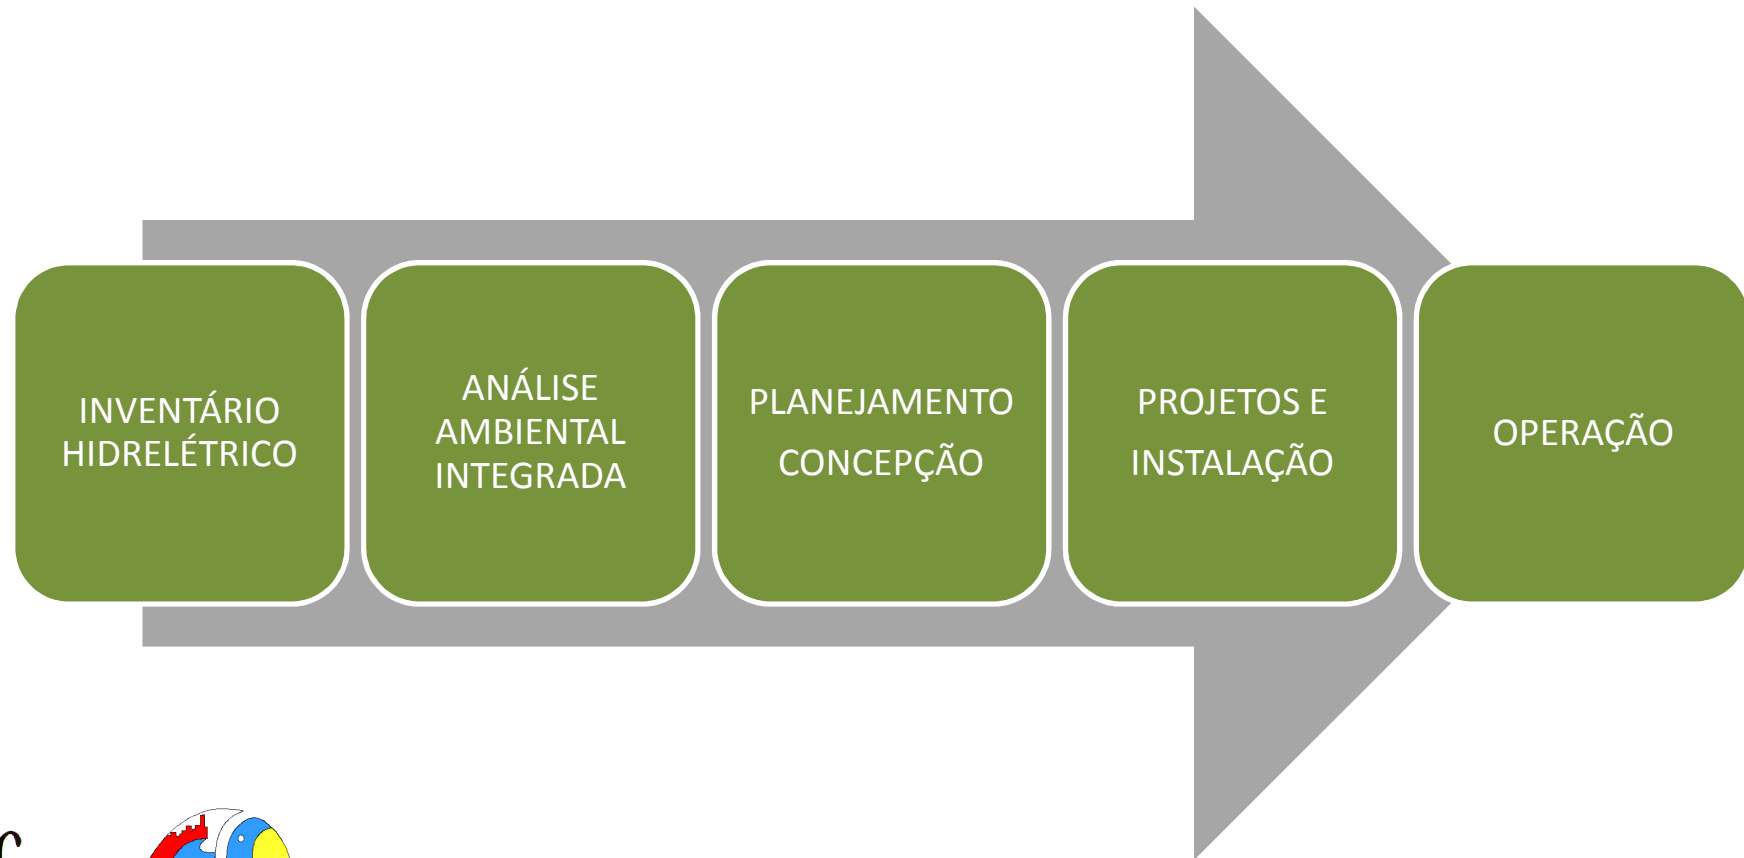 INVENTÁRIO
HIDRELÉTRICO
ANÁLISE
AMBIENTAL
INTEGRADA
PLANEJAMENTO
CONCEPÇÃO
PROJETOS E
INSTALAÇÃO
OPERAÇÃO